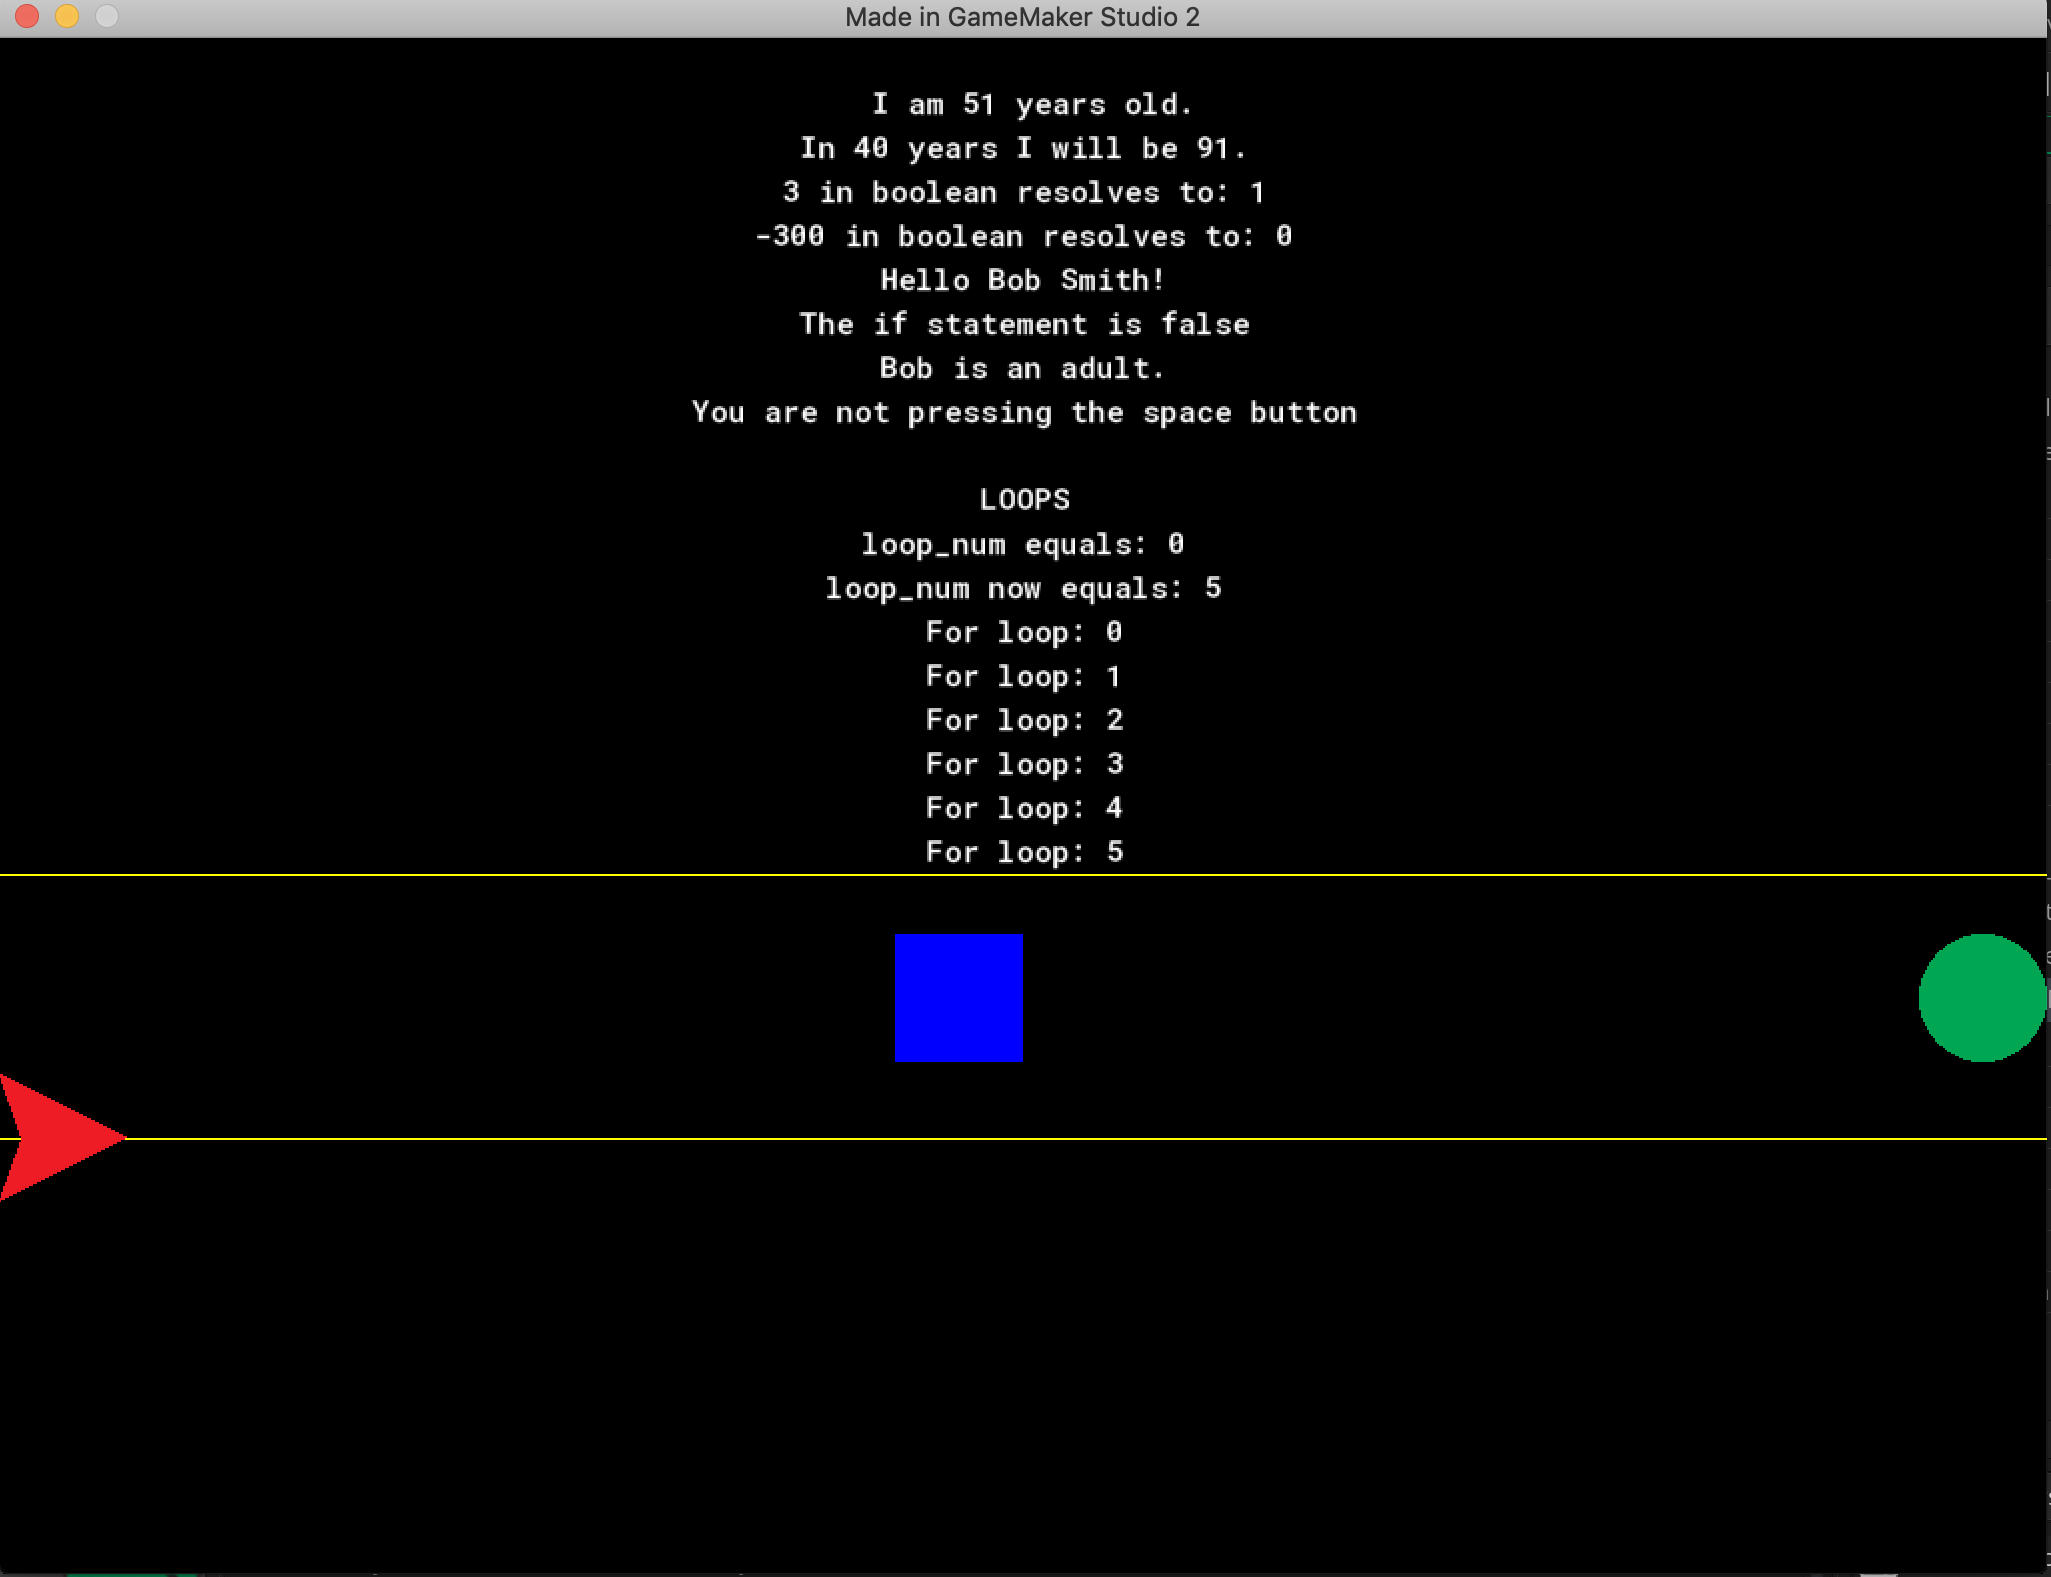 Made in GameMaker Studio 2
I am 51 years old.
In 40 years I will be 91.
3 in boolean resolves to: 1
-300 in boolean resolves to: 0
Hello Bob Smith!
The if statement is false
Bob is an adult.
You are not pressing the space button
LOOPS
loop_num equals: 0
loop_num now equals: 5
For loop: 0
For loop: 1
For loop: 2
For loop: 3
For loop: 4
For loop: 5